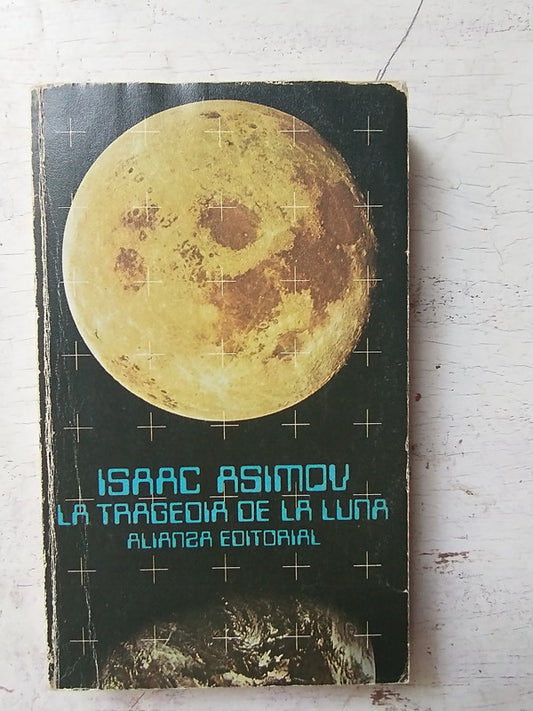 ISAAC ASIMOV
LA TRAGEDIA DE LA LUNA
ALIANZA EDITORIAL